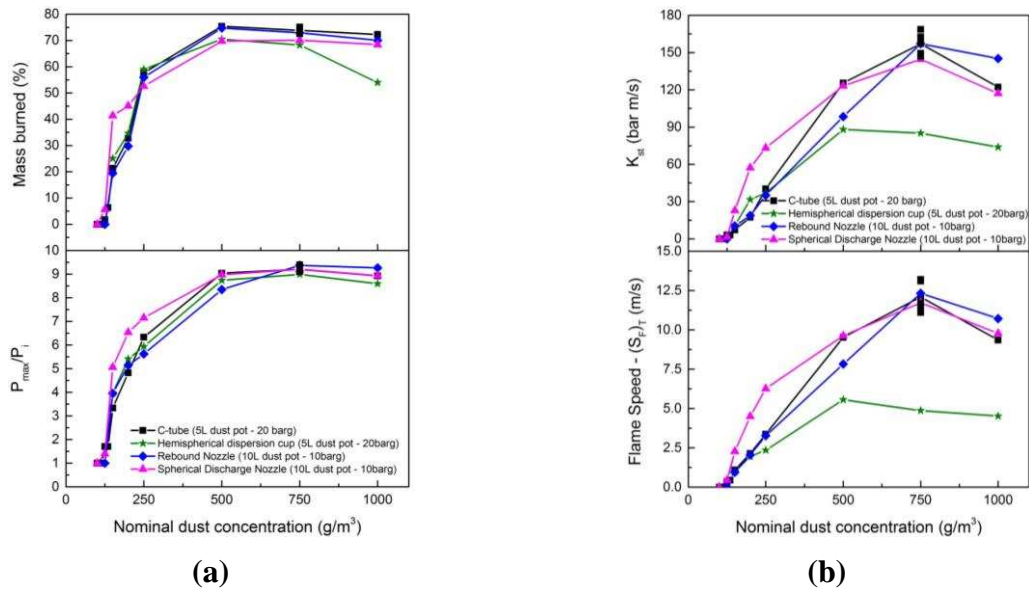 80
70
60
50
40
30
20
10
0
Mass burned (%)
10
9
8
7
6
5
4
3
2
1
0
P_max/P_i
C-tube (5L dust pot - 20 barg)
Hemispherical dispersion cup (5L dust pot - 20barg)
Rebound Nozzle (10L dust pot - 10barg)
Spherical Discharge Nozzle (10L dust pot - 10barg)
0 250 500 750 1000
Nominal dust concentration (g/m³)
(a)
180
150
120
90
60
30
0
K_st (bar m/s)
C-tube (5L dust pot - 20 barg)
Hemispherical dispersion cup (5L dust pot - 20barg)
Rebound Nozzle (10L dust pot - 10barg)
Spherical Discharge Nozzle (10L dust pot - 10barg)
15.0
12.5
10.0
7.5
5.0
2.5
0.0
Flame Speed - (S_F)_T (m/s)
0 250 500 750 1000
Nominal dust concentration (g/m³)
(b)